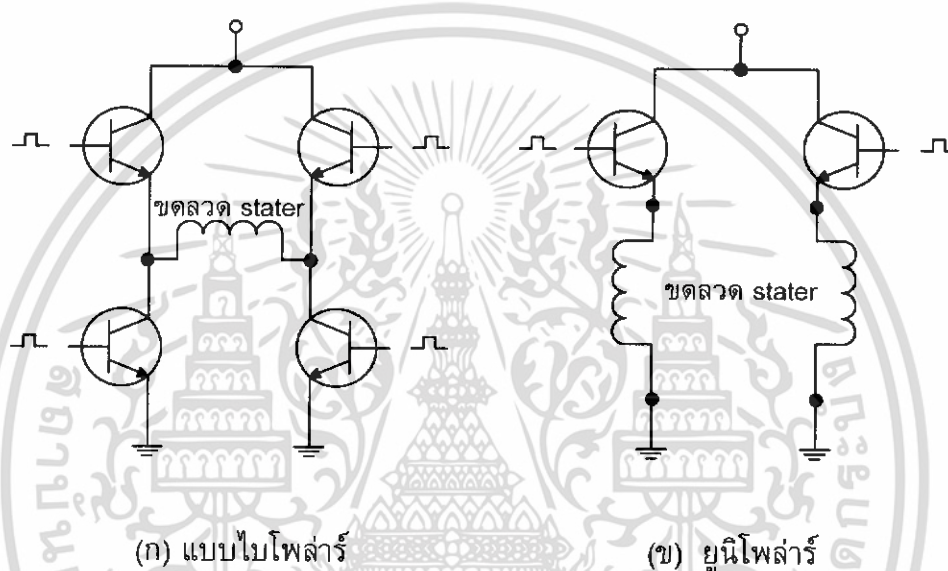 ขดลวด stater
ขดลวด stater
(ก) แบบไบโพล่าร์
(ข) ยูนิโพล่าร์